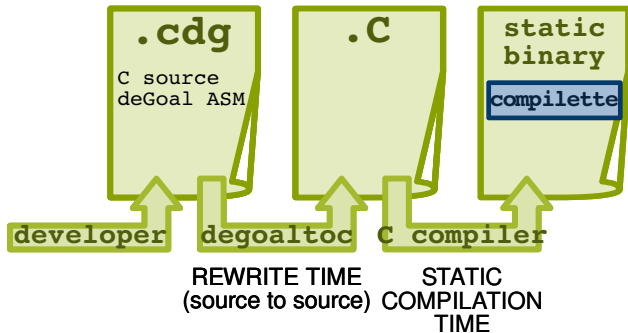 .cdg
C source
deGoal ASM
.C
static
binary
compilette
developer
degoaltoc
C compiler
REWRITE TIME
(source to source)
STATIC
COMPILATION
TIME